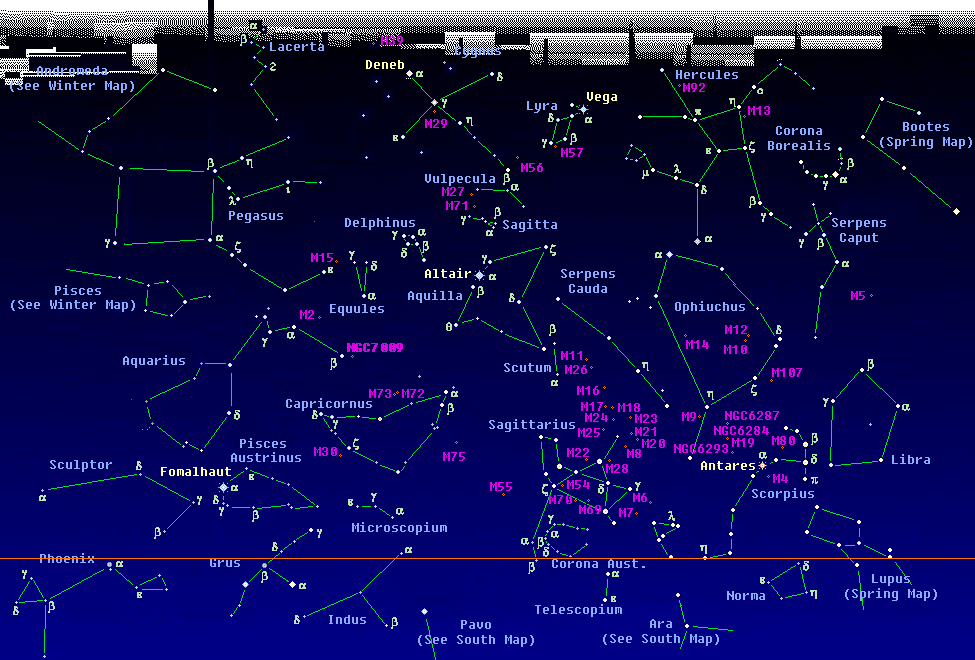 M39
Lacerta
β
Cygnus
Andromeda
(See Winter Map)
2
Deneb
α
δ
Hercules
M92
Vega
Lyra
α
γ
M29
η
ε
δ
β
γ
M57
π
η
σ
M13
Corona
Borealis
Bootes
(Spring Map)
β
η
ι
λ
Pegasus
M56
β
Vulpecula
α
M27
M71
γ
Sagitta
ε
ζ
μ
λ
δ
β
γ
α
β
γ
α
Serpens
Caput
Delphinus
γ
α
β
δ
γ
α
ζ
M15
ε
γ
δ
α
Equules
γ
ζ
Altair
α
β
Aquilla
δ
θ
Serpens
Cauda
α
β
γ
α
Pisces
(See Winter Map)
Ophiuchus
M5
M2
γ
α
β
Aquarius
β
M11
M26
Scutum
α
M14
M12
M10
δ
M107
ζ
η
η
β
γ
α
Libra
M73
M72
α
β
Capricornus
δ
γ
ζ
M30
M75
δ
M16
M17
M18
M24
M23
M25
M21
M20
M9
NGC6287
NGC6284
M19
M80
NGC6293
β
δ
π
α
Antares
M4
Scorpius
Sagittarius
M22
M8
M28
M55
M54
M70
M69
M6
M7
ζ
δ
γ
ε
λ
η
Pisces
Austrinus
Sculptor
δ
α
Fomalhaut
α
δ
γ
β
γ
β
ε
γ
α
Microscopium
α
β
γ
α
β
δ
Corona Aust.
Phoenix
α
γ
δ
β
ε
Grus
γ
δ
β
α
α
δ
Indus
β
α
ε
Telescopium
Pavo
(See South Map)
Ara
(See South Map)
Norma
ε
δ
η
Lupus
(Spring Map)